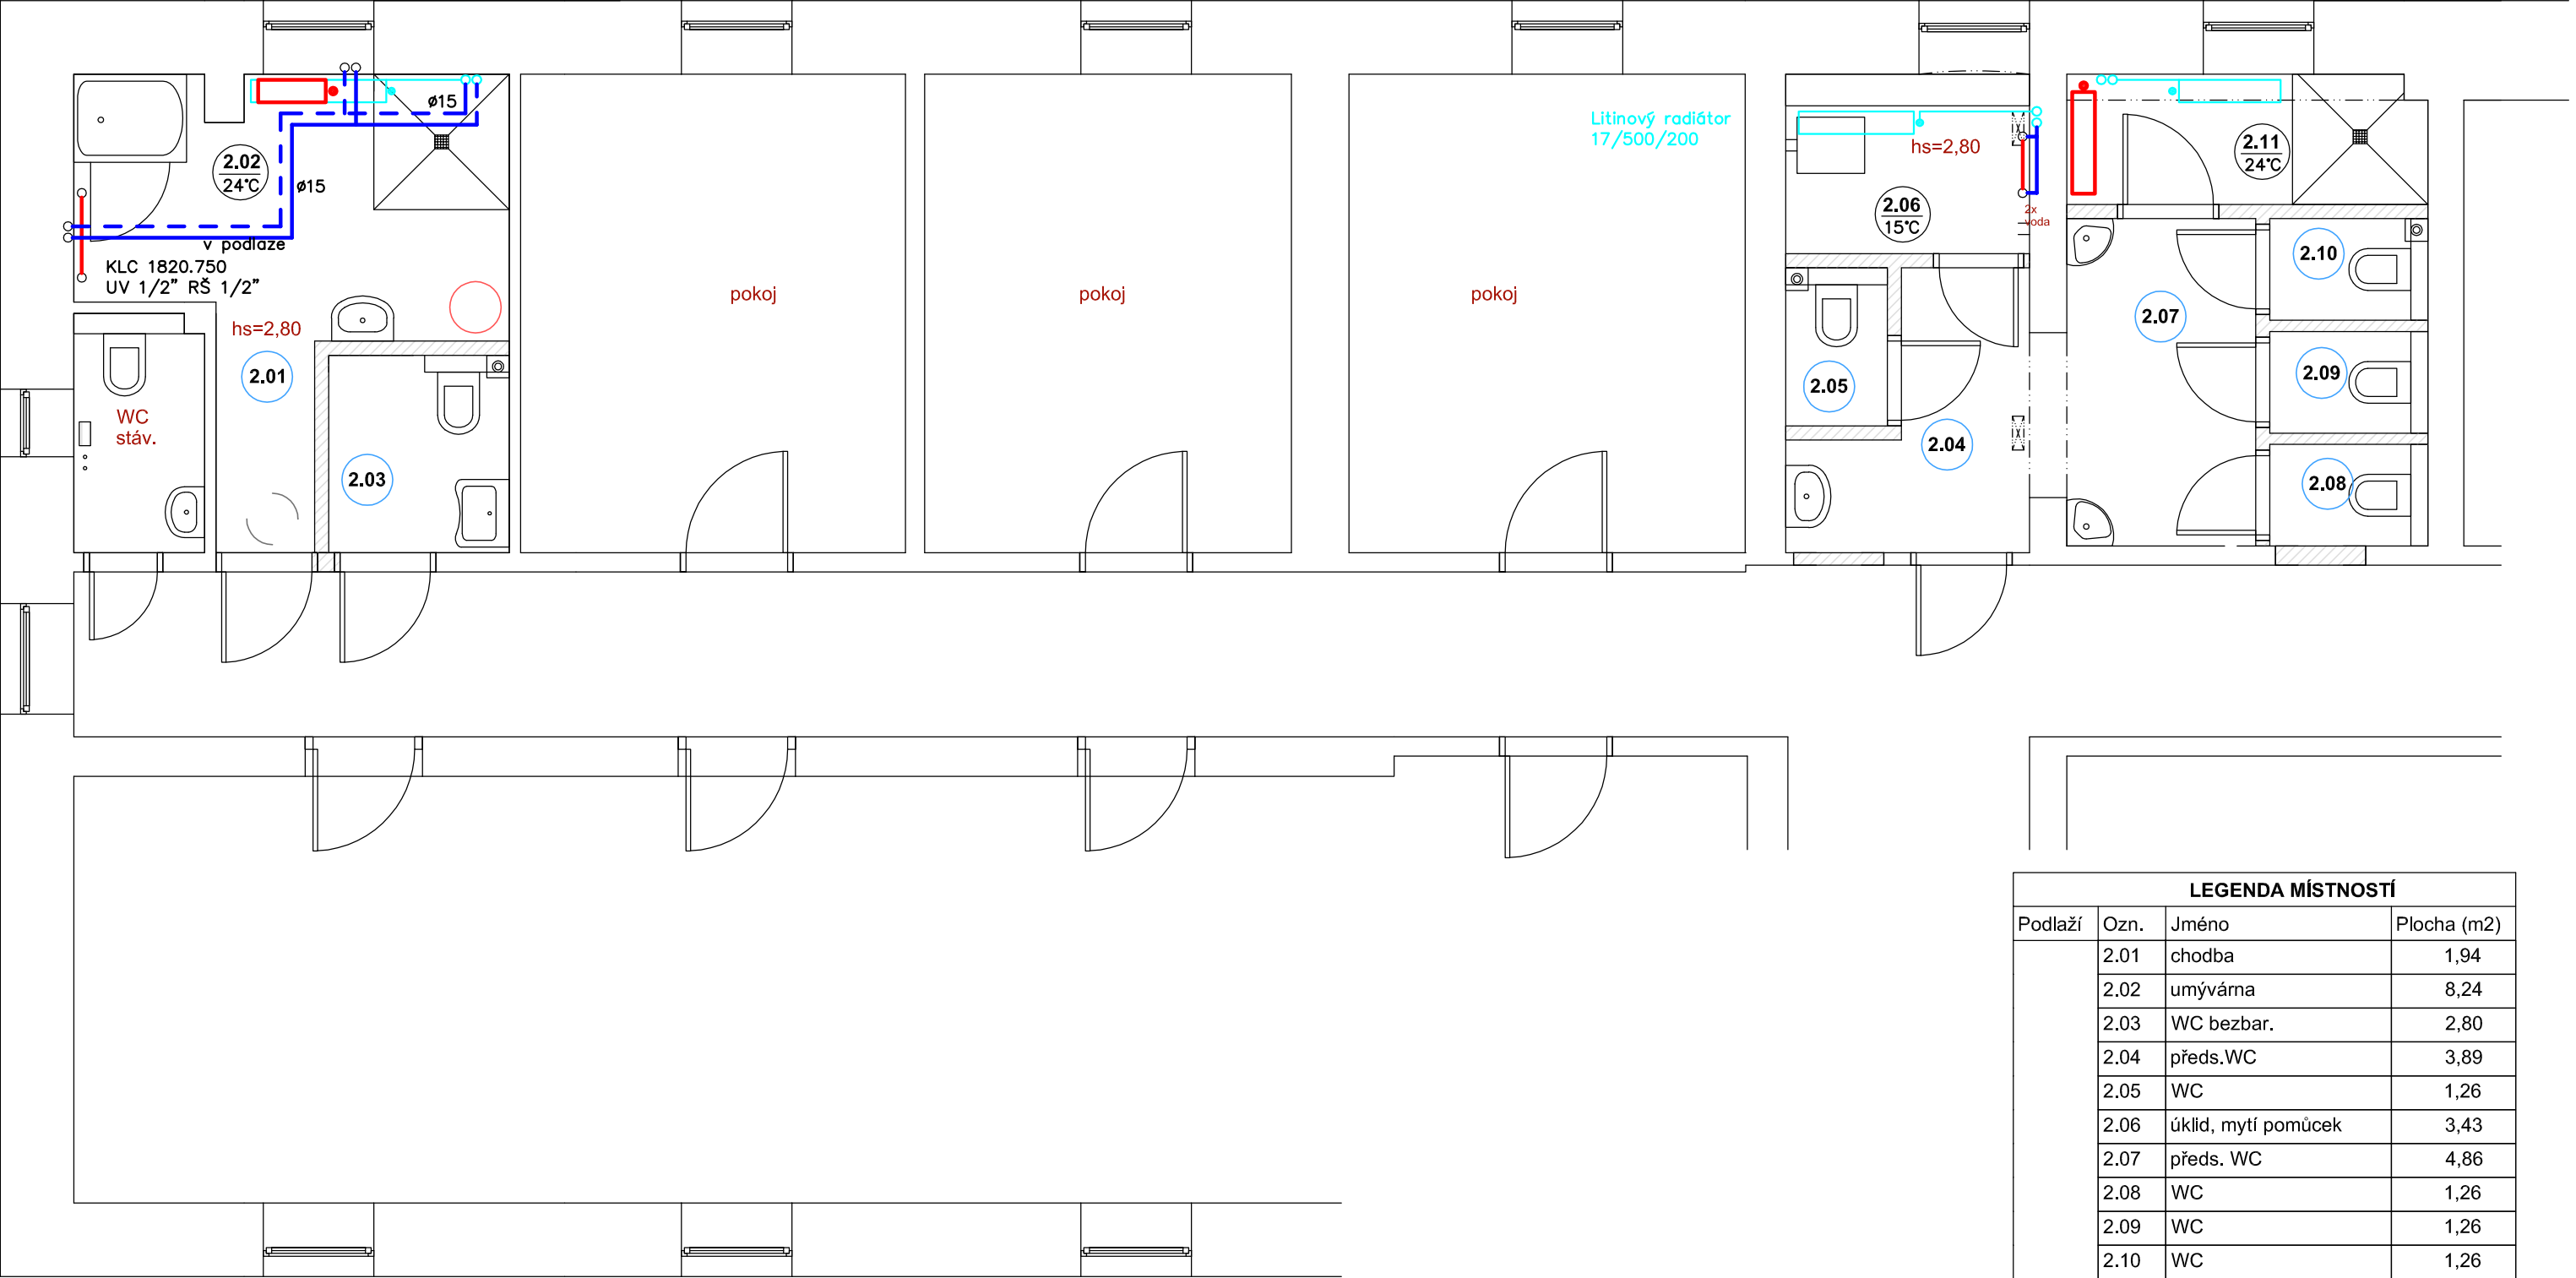 ø15
2.02
24°C
ø15
v podlaze
KLC 1820.750
UV 1/2" RŠ 1/2"
hs=2,80
2.01
WC
stáv.
2.03
pokoj
pokoj
pokoj
Litinový radiátor
17/500/200
hs=2,80
2.06
15°C
2x
voda
2.05
2.04
2.11
24°C
2.10
2.07
2.09
2.08
LEGENDA MÍSTNOSTÍ
Podlaží Ozn. Jméno Plocha (m2)
2.01 chodba 1,94
2.02 umývárna 8,24
2.03 WC bezbar. 2,80
2.04 předs.WC 3,89
2.05 WC 1,26
2.06 úklid, mytí pomůcek 3,43
2.07 předs. WC 4,86
2.08 WC 1,26
2.09 WC 1,26
2.10 WC 1,26